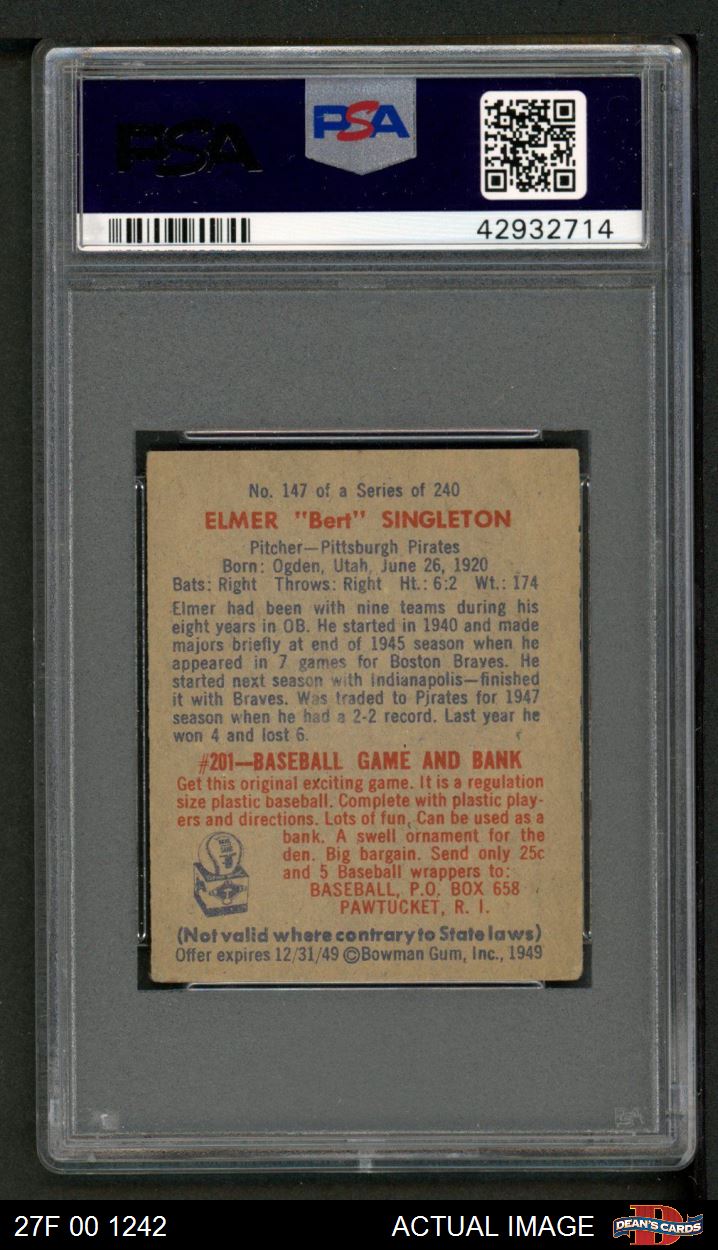 PSA
PSA
42932714
No. 147 of a Series of 240
ELMER "Bert" SINGLETON
Pitcher—Pittsburgh Pirates
Born: Ogden, Utah, June 26, 1920
Bats: Right Throws: Right Ht.: 6:2 Wt.: 174
Elmer had been with nine teams during his
eight years in OB. He started in 1940 and made
majors briefly at end of 1945 season when he
appeared in 7 games for Boston Braves. He
started next season with Indianapolis—finished
it with Braves. Was traded to Pirates for 1947
season when he had a 2-2 record. Last year he
won 4 and lost 6.
#201—BASEBALL GAME AND BANK
Get this original exciting game. It is a regulation
size plastic baseball. Complete with plastic play-
ers and directions. Lots of fun. Can be used as a
bank. A swell ornament for the
den. Big bargain. Send only 25c
and 5 Baseball wrappers to:
BASEBALL, P.O. BOX 658
PAWTUCKET, R. I.
(Not valid where contrary to State laws)
Offer expires 12/31/49 ©Bowman Gum, Inc., 1949
PSA
27F 00 1242
ACTUAL IMAGE
DEAN'S CARDS